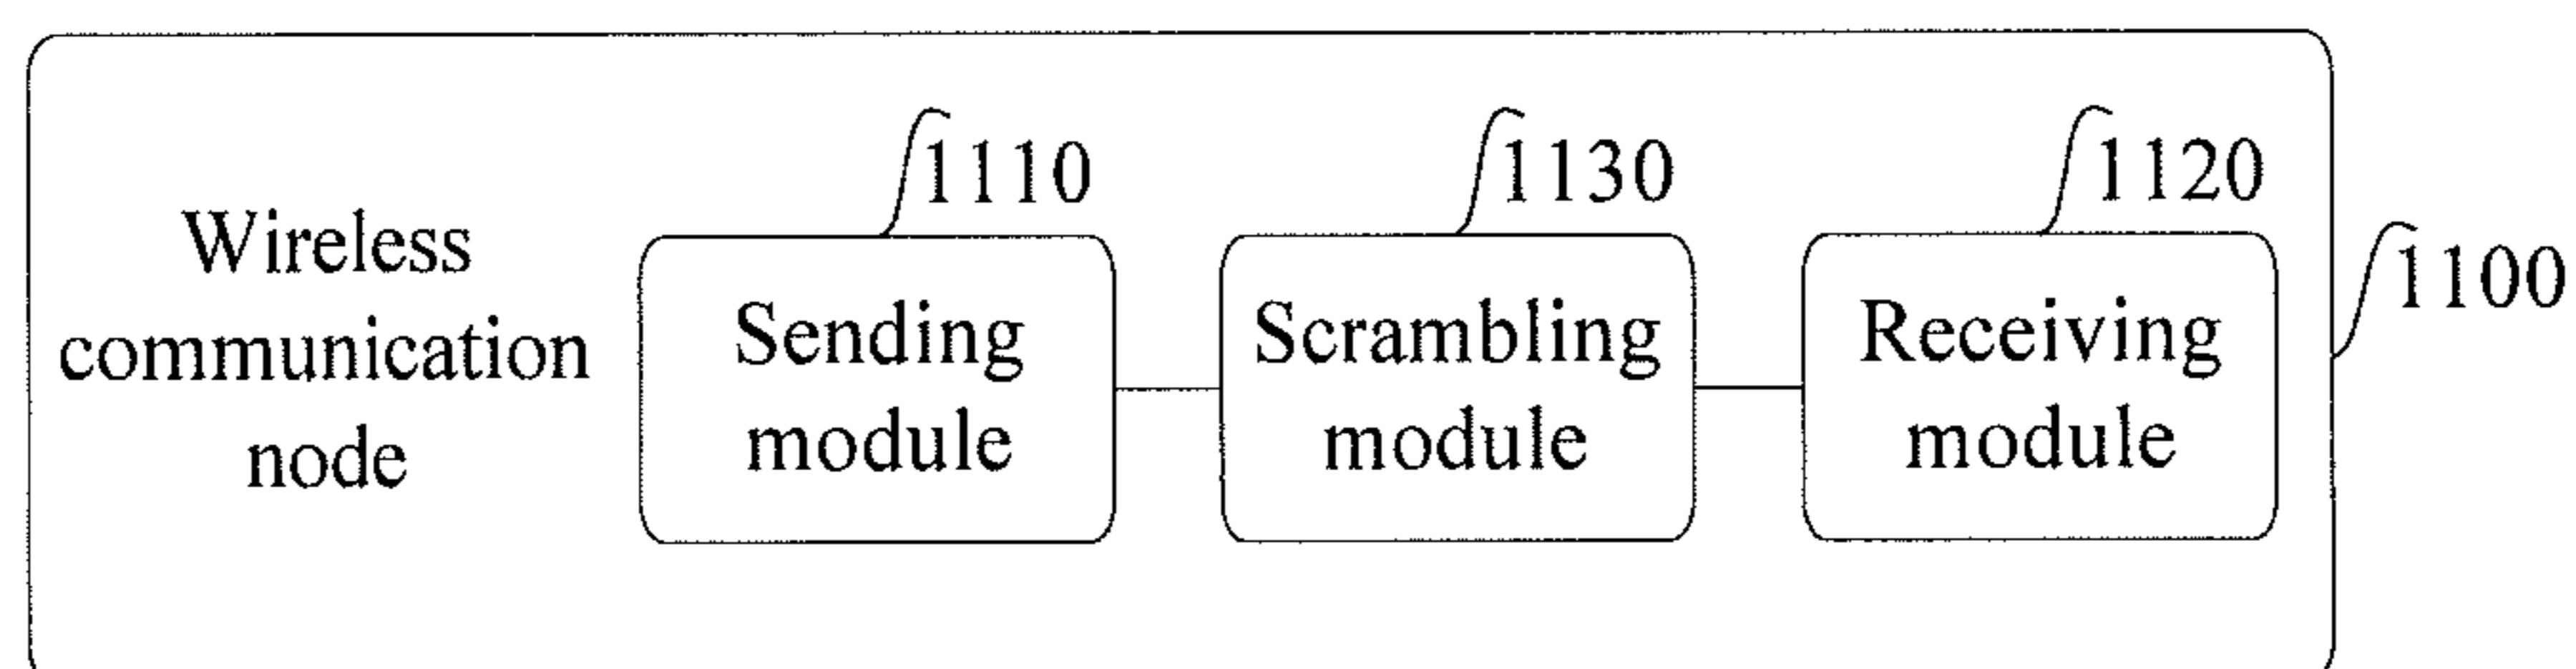 Wireless
communication
node
1110
Sending
module
1130
Scrambling
module
1120
Receiving
module
1100